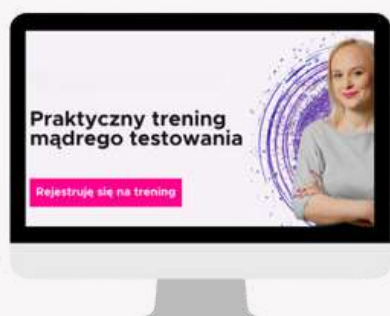 Praktyczny trening
mądrego testowania
Rejestruję się na trening